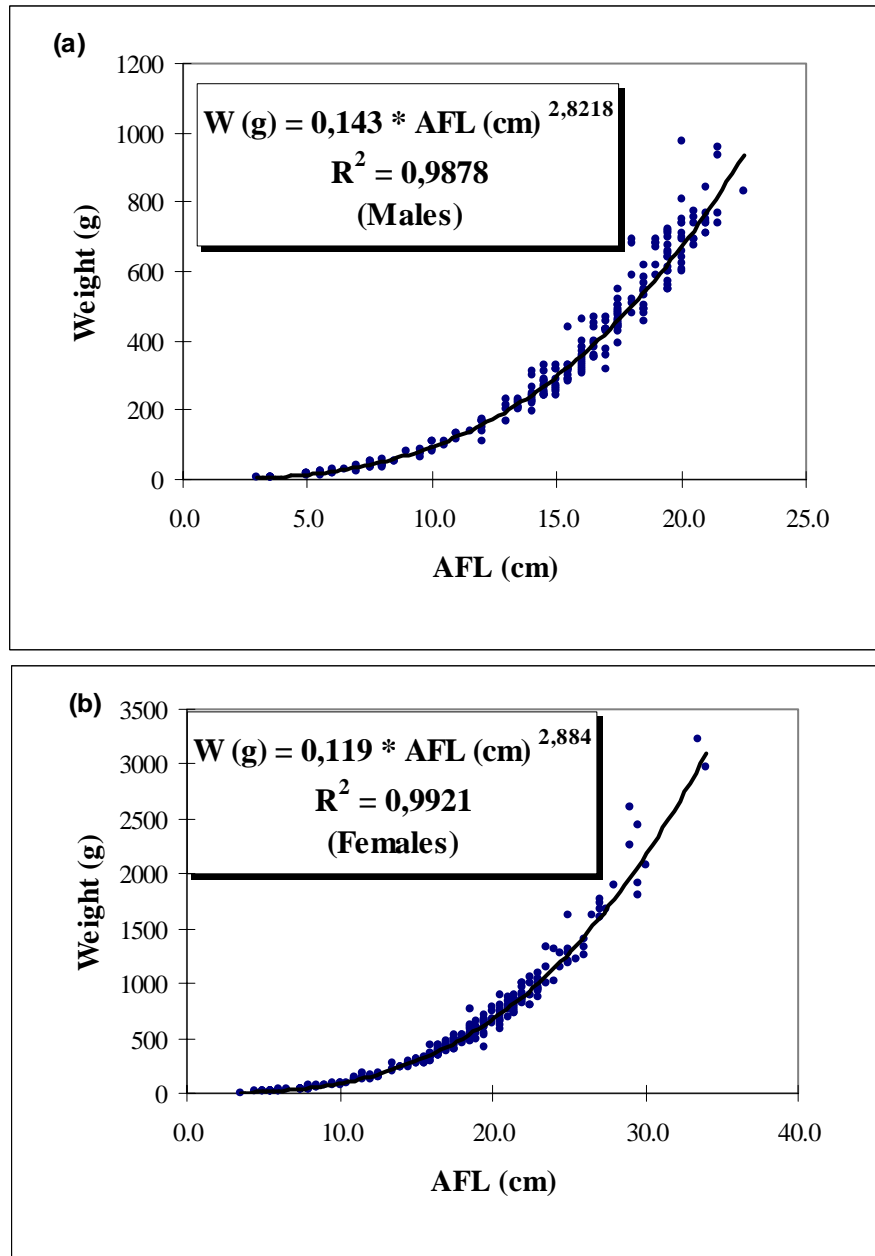 (a)
1200
1000
800
600
400
200
0
W (g) = 0,143 * AFL (cm) 2,8218
R2 = 0,9878
(Males)
Weight (g)
0.0 5.0 10.0 15.0 20.0 25.0
AFL (cm)
(b)
3500
3000
2500
2000
1500
1000
500
0
W (g) = 0,119 * AFL (cm) 2,884
R2 = 0,9921
(Females)
Weight (g)
0.0 10.0 20.0 30.0 40.0
AFL (cm)